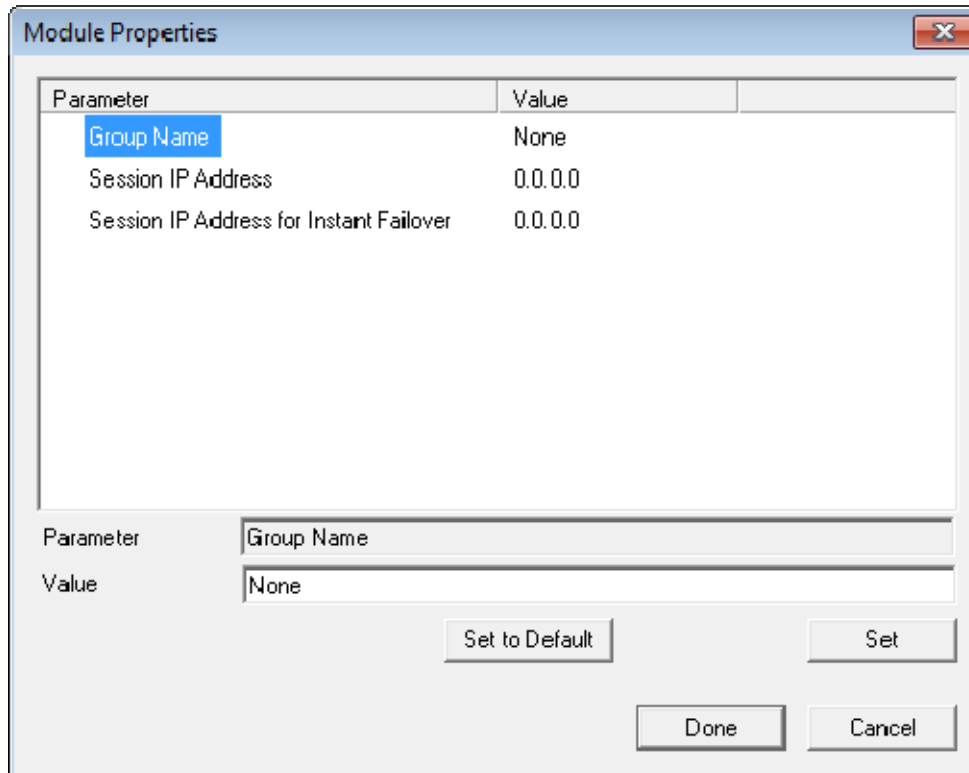 Module Properties
Parameter Value
Group Name None
Session IP Address 0.0.0.0
Session IP Address for Instant Failover 0.0.0.0
Parameter Group Name
Value None
Set to Default Set
Done Cancel